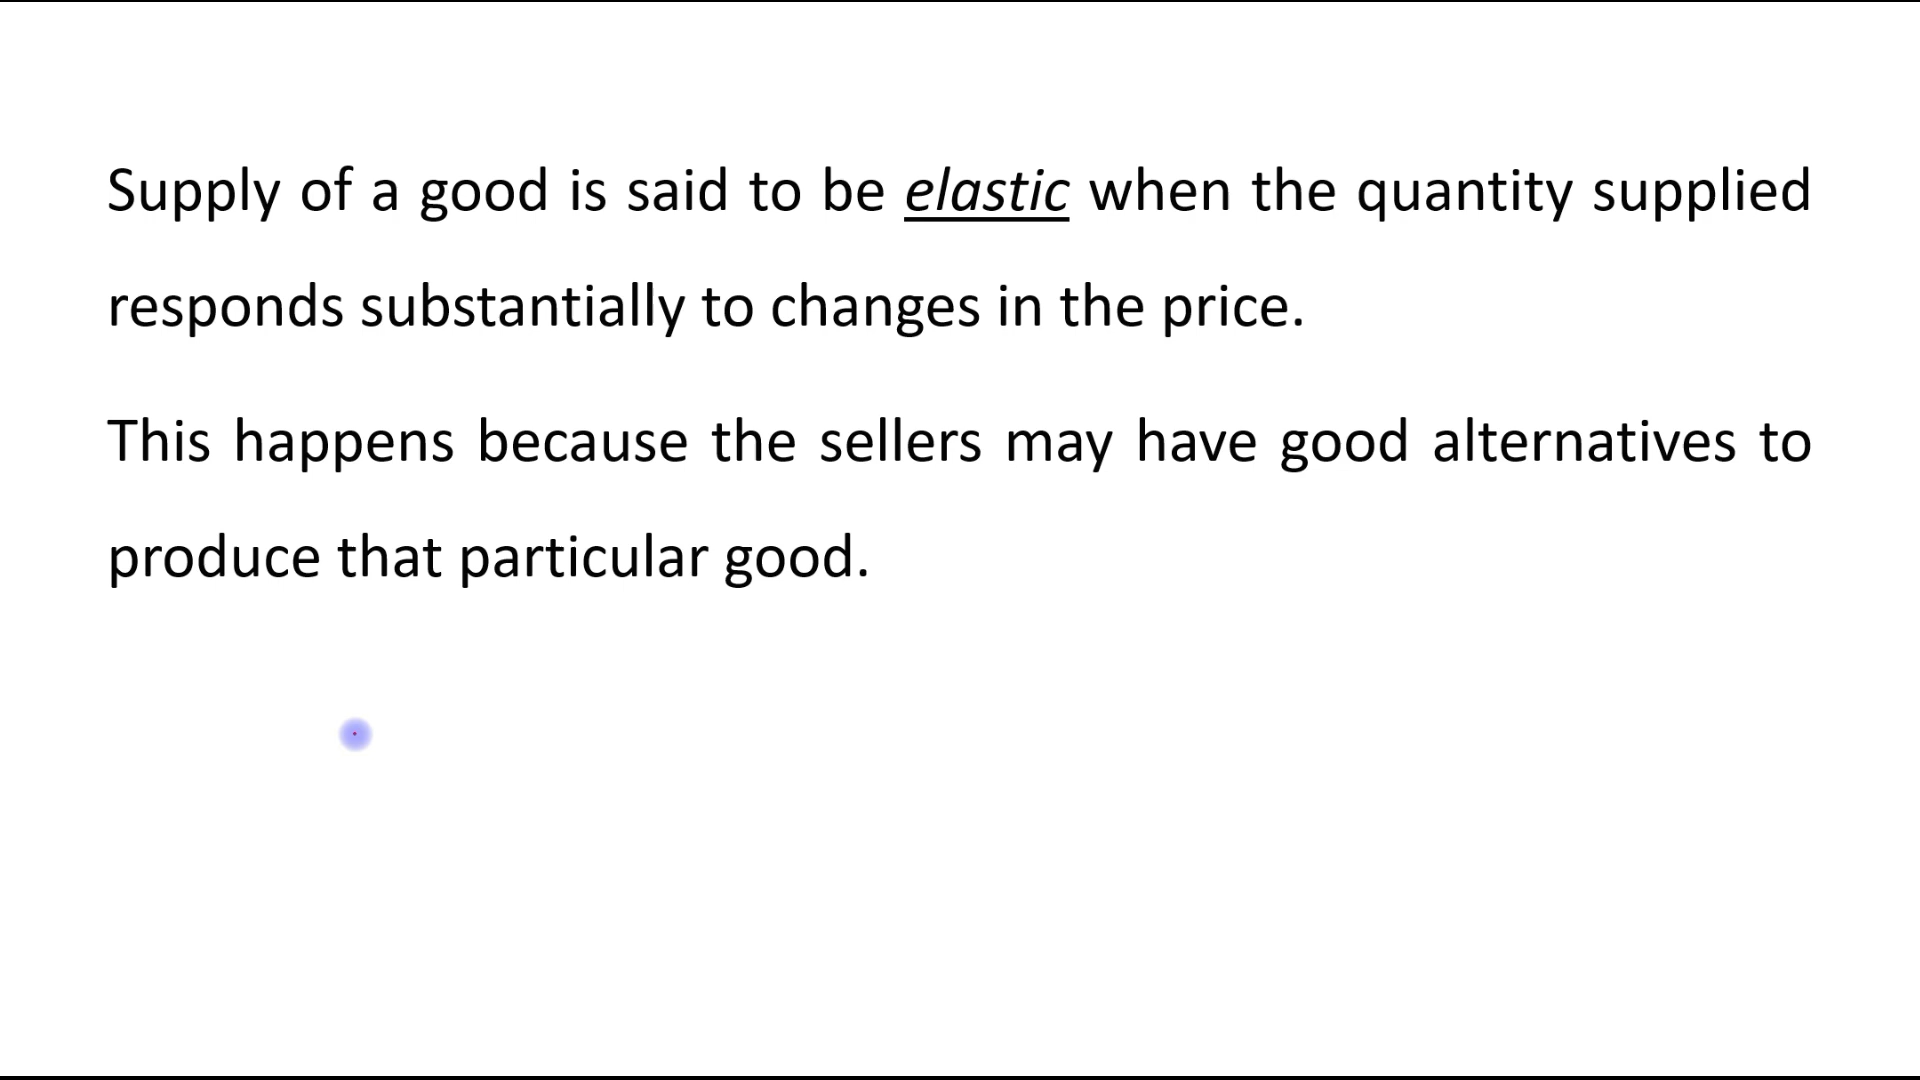 Supply of a good is said to be elastic when the quantity supplied
responds substantially to changes in the price.
This happens because the sellers may have good alternatives to
produce that particular good.